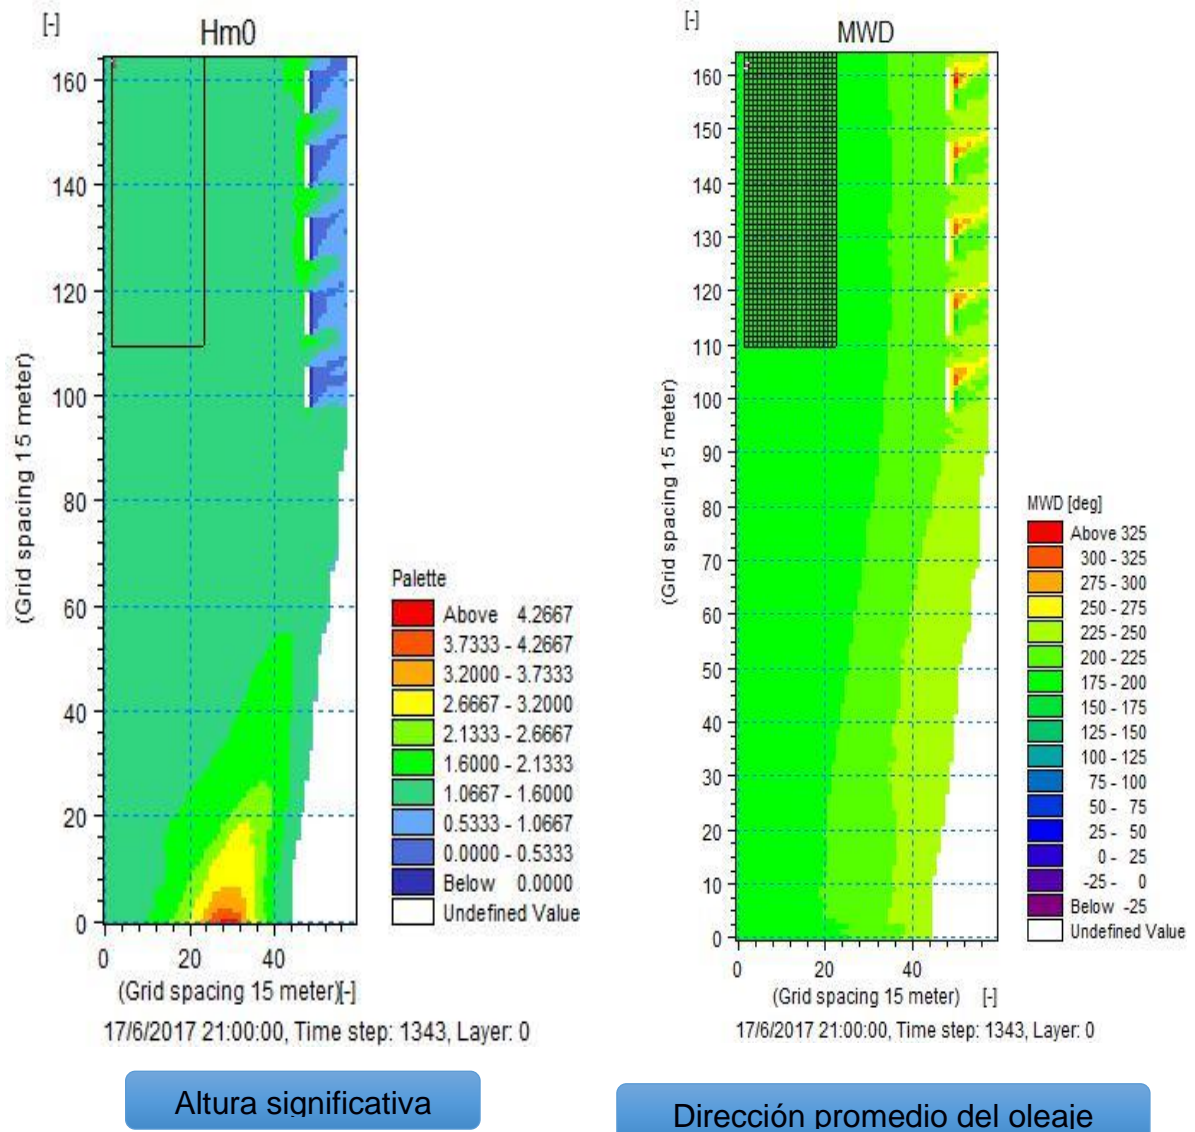 [-]
Hm0
160
140
120
100
80
60
40
20
0
(Grid spacing 15 meter)
0 20 40
(Grid spacing 15 meter)[-]
17/6/2017 21:00:00, Time step: 1343, Layer: 0
Palette
Above 4.2667
3.7333 - 4.2667
3.2000 - 3.7333
2.6667 - 3.2000
2.1333 - 2.6667
1.6000 - 2.1333
1.0667 - 1.6000
0.5333 - 1.0667
0.0000 - 0.5333
Below 0.0000
Undefined Value
Altura significativa
[-]
MWD
160
150
140
130
120
110
100
90
80
70
60
50
40
30
20
10
0
(Grid spacing 15 meter)
0 20 40
(Grid spacing 15 meter) [-]
17/6/2017 21:00:00, Time step: 1343, Layer: 0
MWD [deg]
Above 325
300 - 325
275 - 300
250 - 275
225 - 250
200 - 225
175 - 200
150 - 175
125 - 150
100 - 125
75 - 100
50 - 75
25 - 50
0 - 25
-25 - 0
Below -25
Undefined Value
Dirección promedio del oleaje